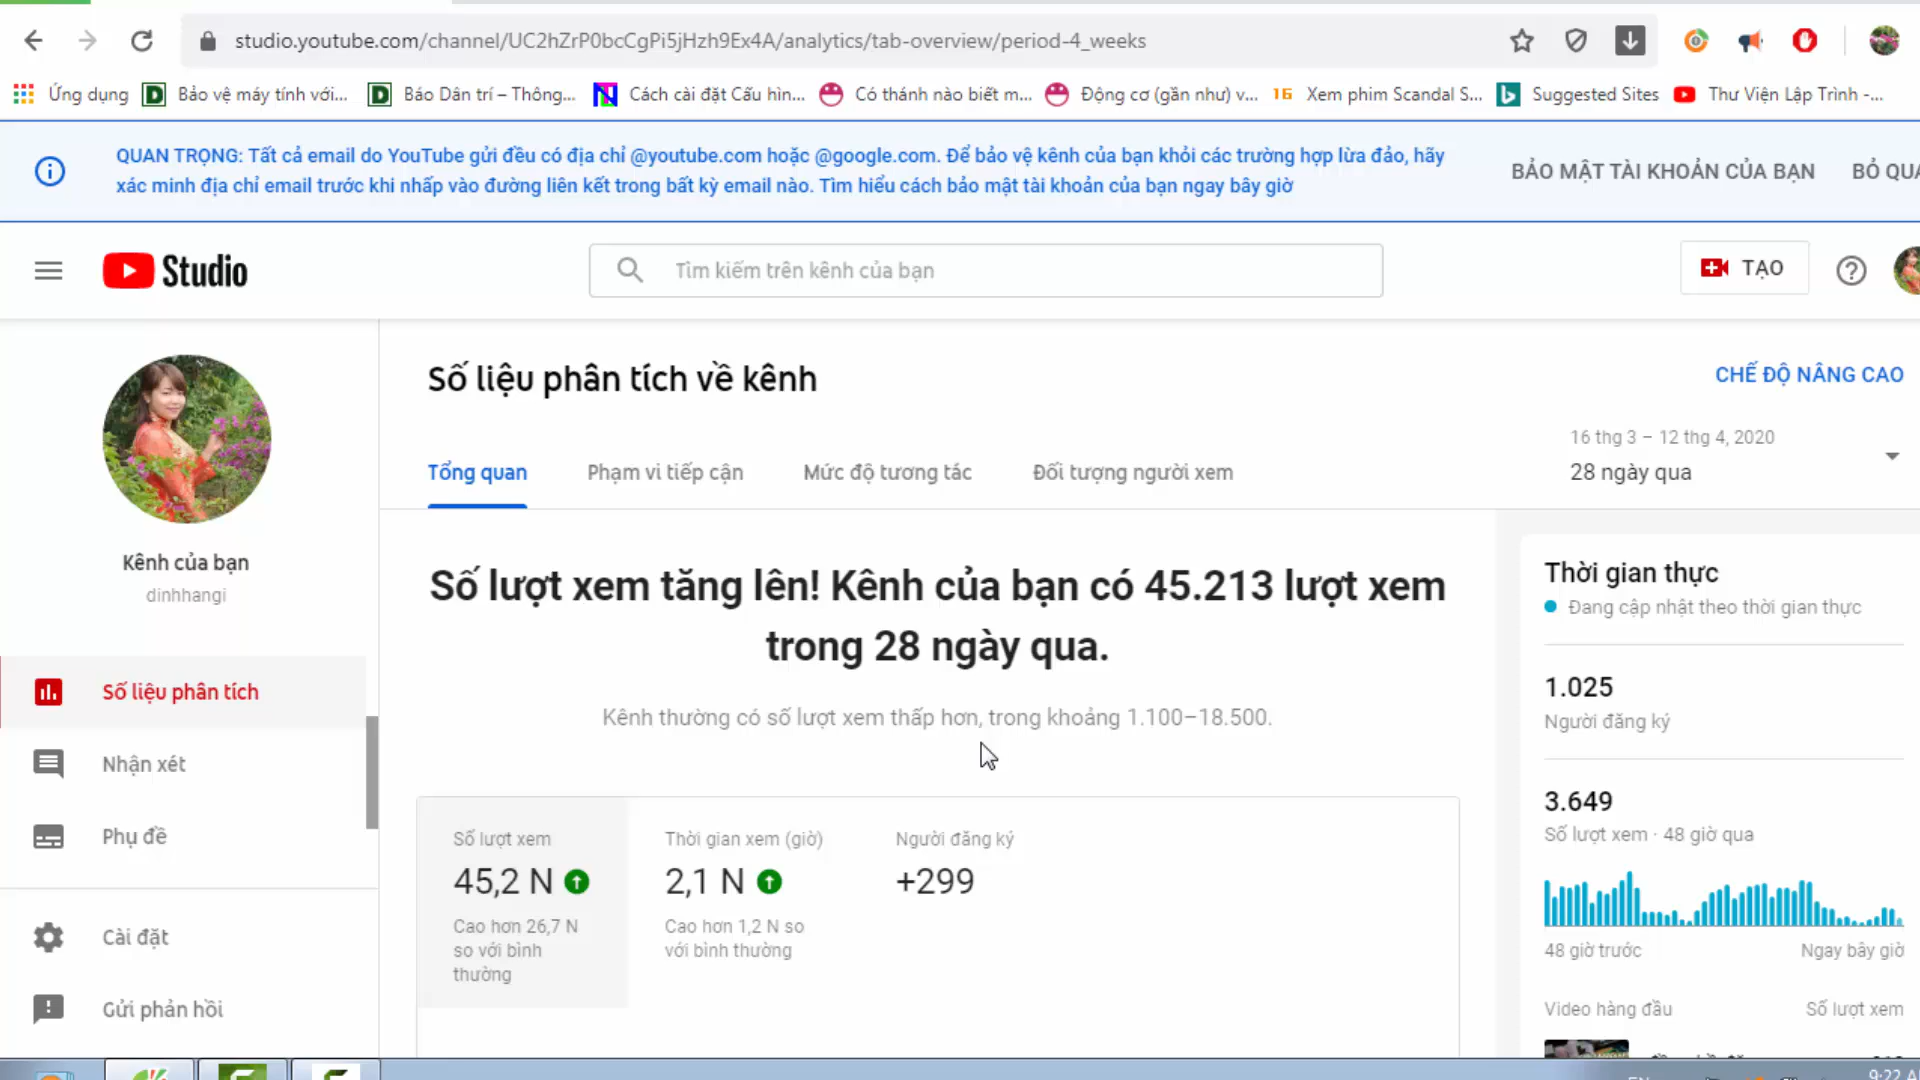 studio.youtube.com/channel/UC2hZrP0bcCgPi5jHzh9Ex4A/analytics/tab-overview/period-4_weeks
Ứng dụng
Bảo vệ máy tính với...
Báo Dân trí – Thông...
Cách cài đặt Cấu hìn...
Có thánh nào biết m...
Động cơ (gần như) v...
16 Xem phim Scandal S...
Suggested Sites
Thư Viện Lập Trình -...
QUAN TRỌNG: Tất cả email do YouTube gửi đều có địa chỉ @youtube.com hoặc @google.com. Để bảo vệ kênh của bạn khỏi các trường hợp lừa đảo, hãy
xác minh địa chỉ email trước khi nhấp vào đường liên kết trong bất kỳ email nào. Tìm hiểu cách bảo mật tài khoản của bạn ngay bây giờ
BẢO MẬT TÀI KHOẢN CỦA BẠN
BỎ QUA
Studio
Tìm kiếm trên kênh của bạn
TẠO
Kênh của bạn
dinhhangi
Số liệu phân tích
Nhận xét
Phụ đề
Cài đặt
Gửi phản hồi
Số liệu phân tích về kênh
CHẾ ĐỘ NÂNG CAO
Tổng quan
Phạm vi tiếp cận
Mức độ tương tác
Đối tượng người xem
16 thg 3 – 12 thg 4, 2020
28 ngày qua
Số lượt xem tăng lên! Kênh của bạn có 45.213 lượt xem
trong 28 ngày qua.
Kênh thường có số lượt xem thấp hơn, trong khoảng 1.100–18.500.
Số lượt xem
45,2 N
Cao hơn 26,7 N
so với bình
thường
Thời gian xem (giờ)
2,1 N
Cao hơn 1,2 N so
với bình thường
Người đăng ký
+299
Thời gian thực
Đang cập nhật theo thời gian thực
1.025
Người đăng ký
3.649
Số lượt xem · 48 giờ qua
48 giờ trước
Ngay bây giờ
Video hàng đầu
Số lượt xem
9:22 A